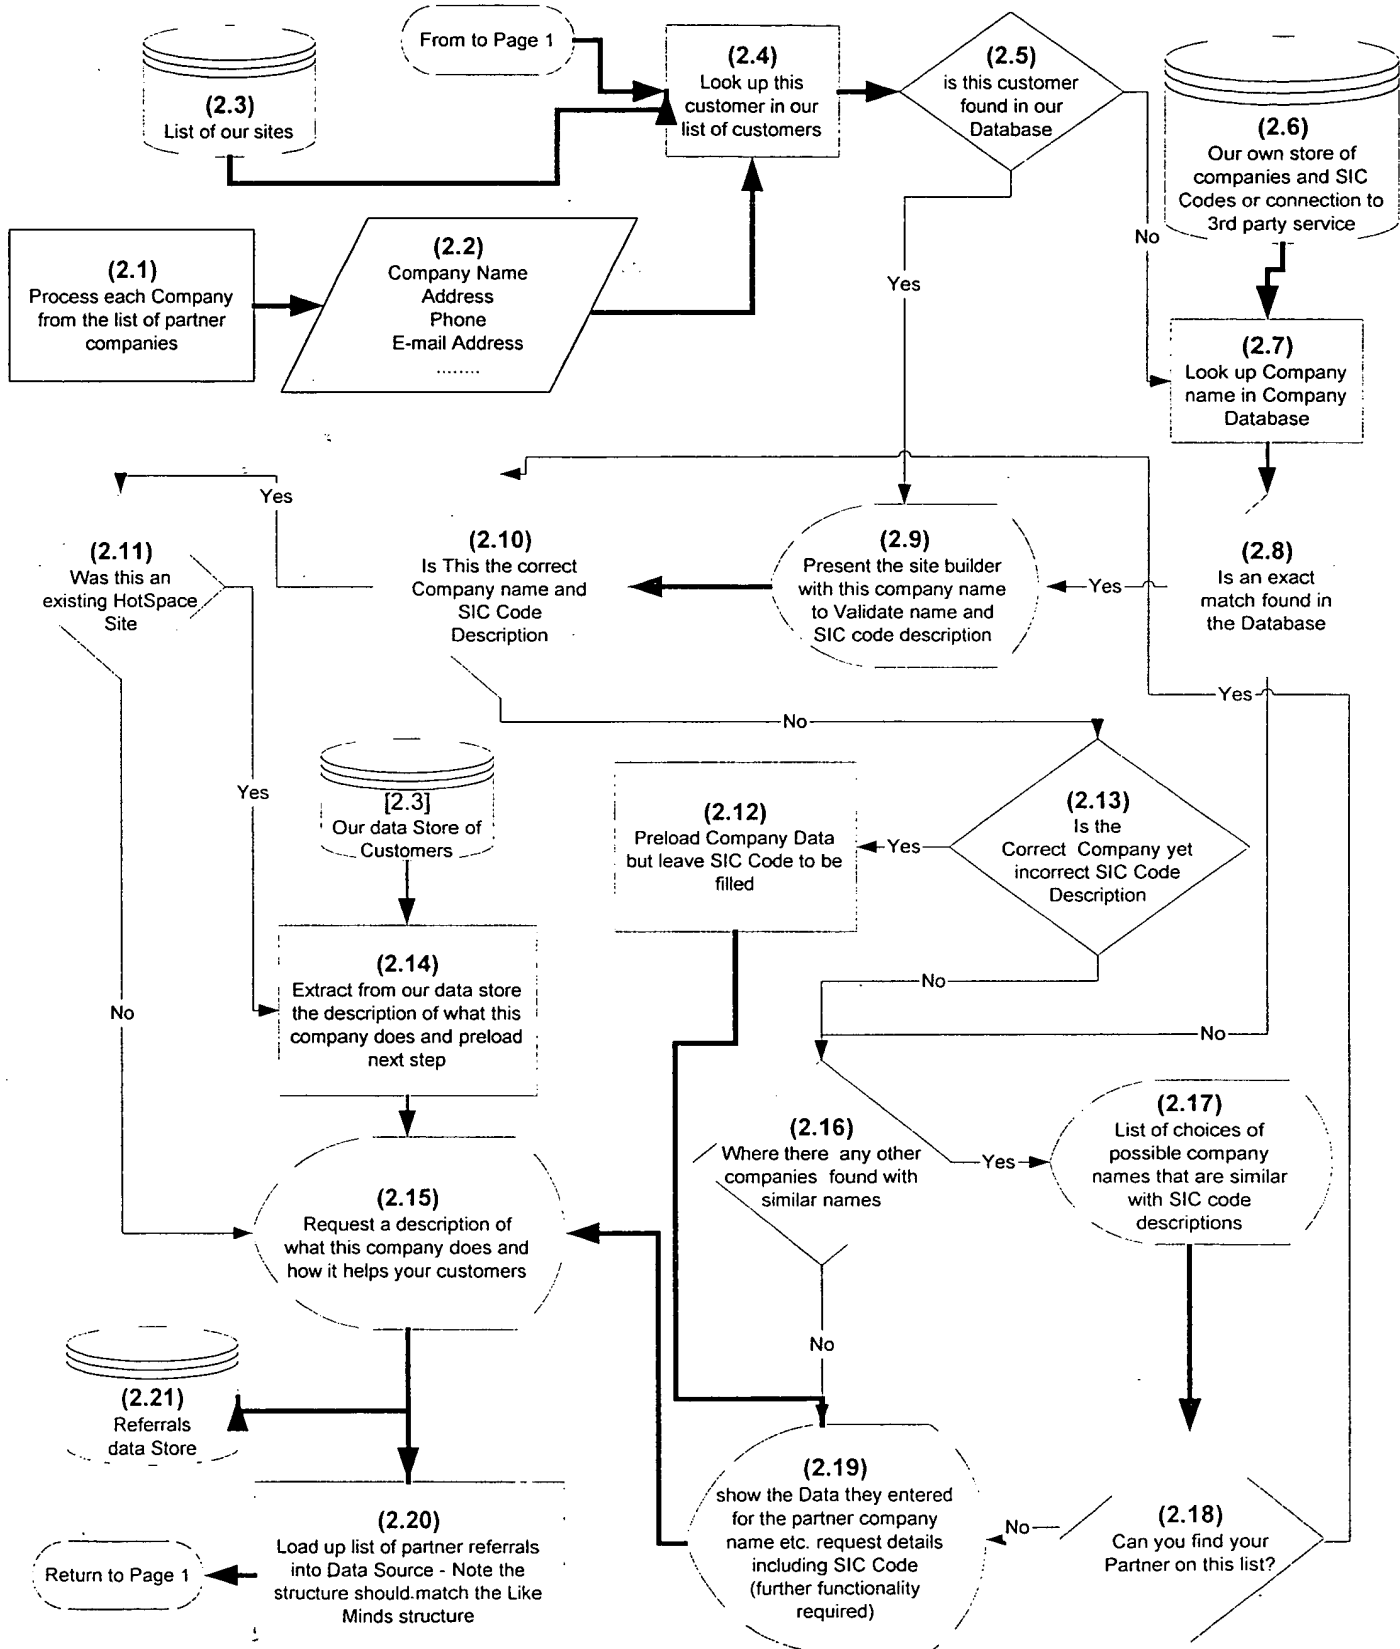 From to Page 1
(2.3)
List of our sites
(2.4)
Look up this
customer in our
list of customers
(2.5)
is this customer
found in our
Database
(2.6)
Our own store of
companies and SIC
Codes or connection to
3rd party service
(2.1)
Process each Company
from the list of partner
companies
(2.2)
Company Name
Address
Phone
E-mail Address
........
Yes
No
(2.7)
Look up Company
name in Company
Database
Yes
(2.11)
Was this an
existing HotSpace
Site
(2.10)
Is This the correct
Company name and
SIC Code
Description
(2.9)
Present the site builder
with this company name
to Validate name and
SIC code description
Yes
(2.8)
Is an exact
match found in
the Database
Yes
No
[2.3]
Our data Store of
Customers
Yes
(2.12)
Preload Company Data
but leave SIC Code to be
filled
Yes
(2.13)
Is the
Correct Company yet
incorrect SIC Code
Description
(2.14)
Extract from our data store
the description of what this
company does and preload
next step
No
No
No
(2.16)
Where there any other
companies found with
similar names
Yes
(2.17)
List of choices of
possible company
names that are similar
with SIC code
descriptions
(2.15)
Request a description of
what this company does and
how it helps your customers
No
(2.21)
Referrals
data Store
(2.20)
Load up list of partner referrals
into Data Source - Note the
structure should match the Like
Minds structure
Return to Page 1
(2.19)
show the Data they entered
for the partner company
name etc. request details
including SIC Code
(further functionality
required)
No
(2.18)
Can you find your
Partner on this list?